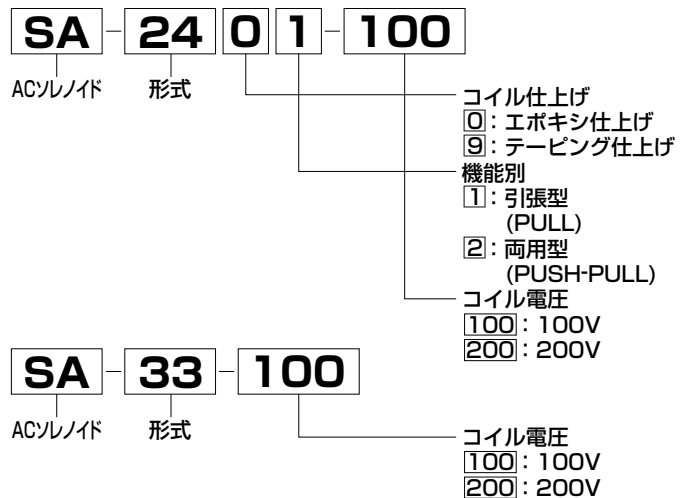 SA-2401-100
ACソレノイド 形式
コイル仕上げ
0：エポキシ仕上げ
9：テーピング仕上げ
機能別
1：引張型
(PULL)
2：両用型
(PUSH-PULL)
コイル電圧
100：100V
200：200V
SA-33-100
ACソレノイド 形式
コイル電圧
100：100V
200：200V